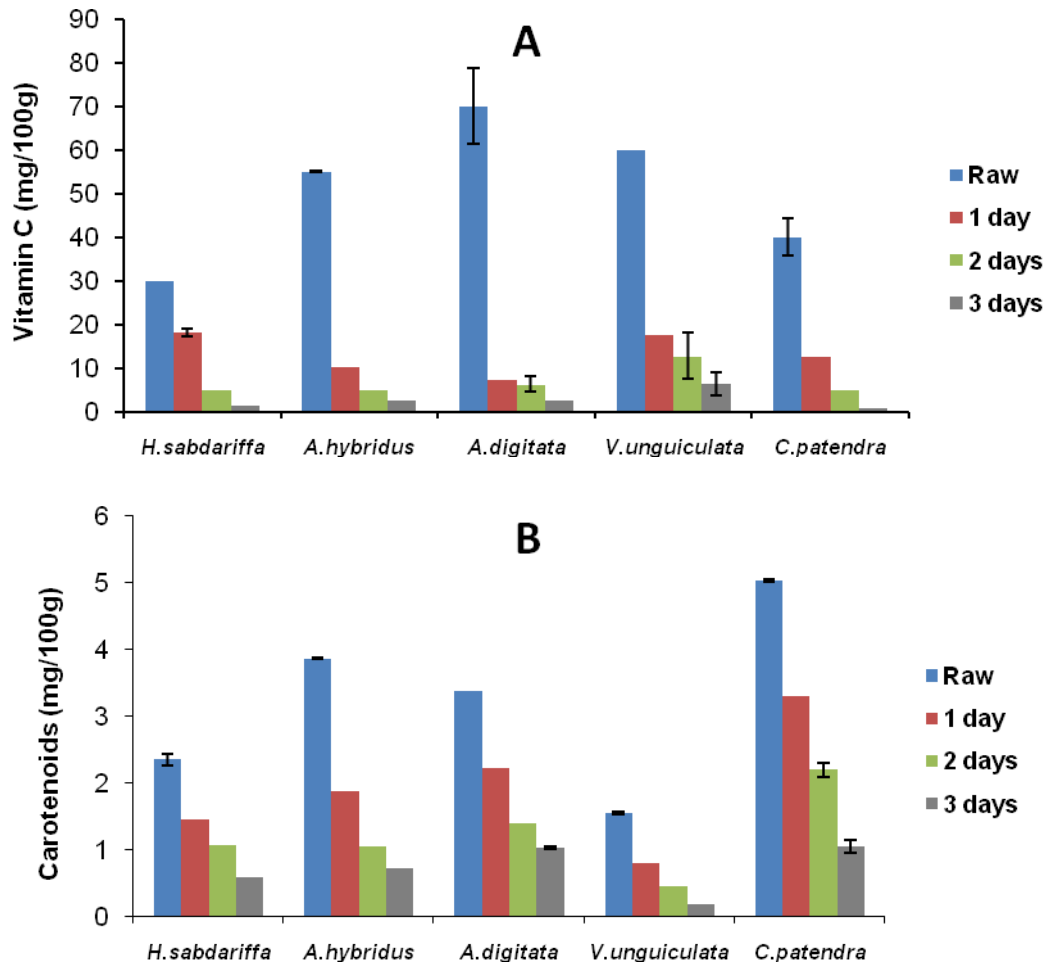 A
Vitamin C (mg/100g)
90
80
70
60
50
40
30
20
10
0
H.sabdariffa A.hybridus A.digitata V.unguiculata C.patendra
Raw
1 day
2 days
3 days
B
Carotenoids (mg/100g)
6
5
4
3
2
1
0
H.sabdariffa A.hybridus A.digitata V.unguiculata C.patendra
Raw
1 day
2 days
3 days